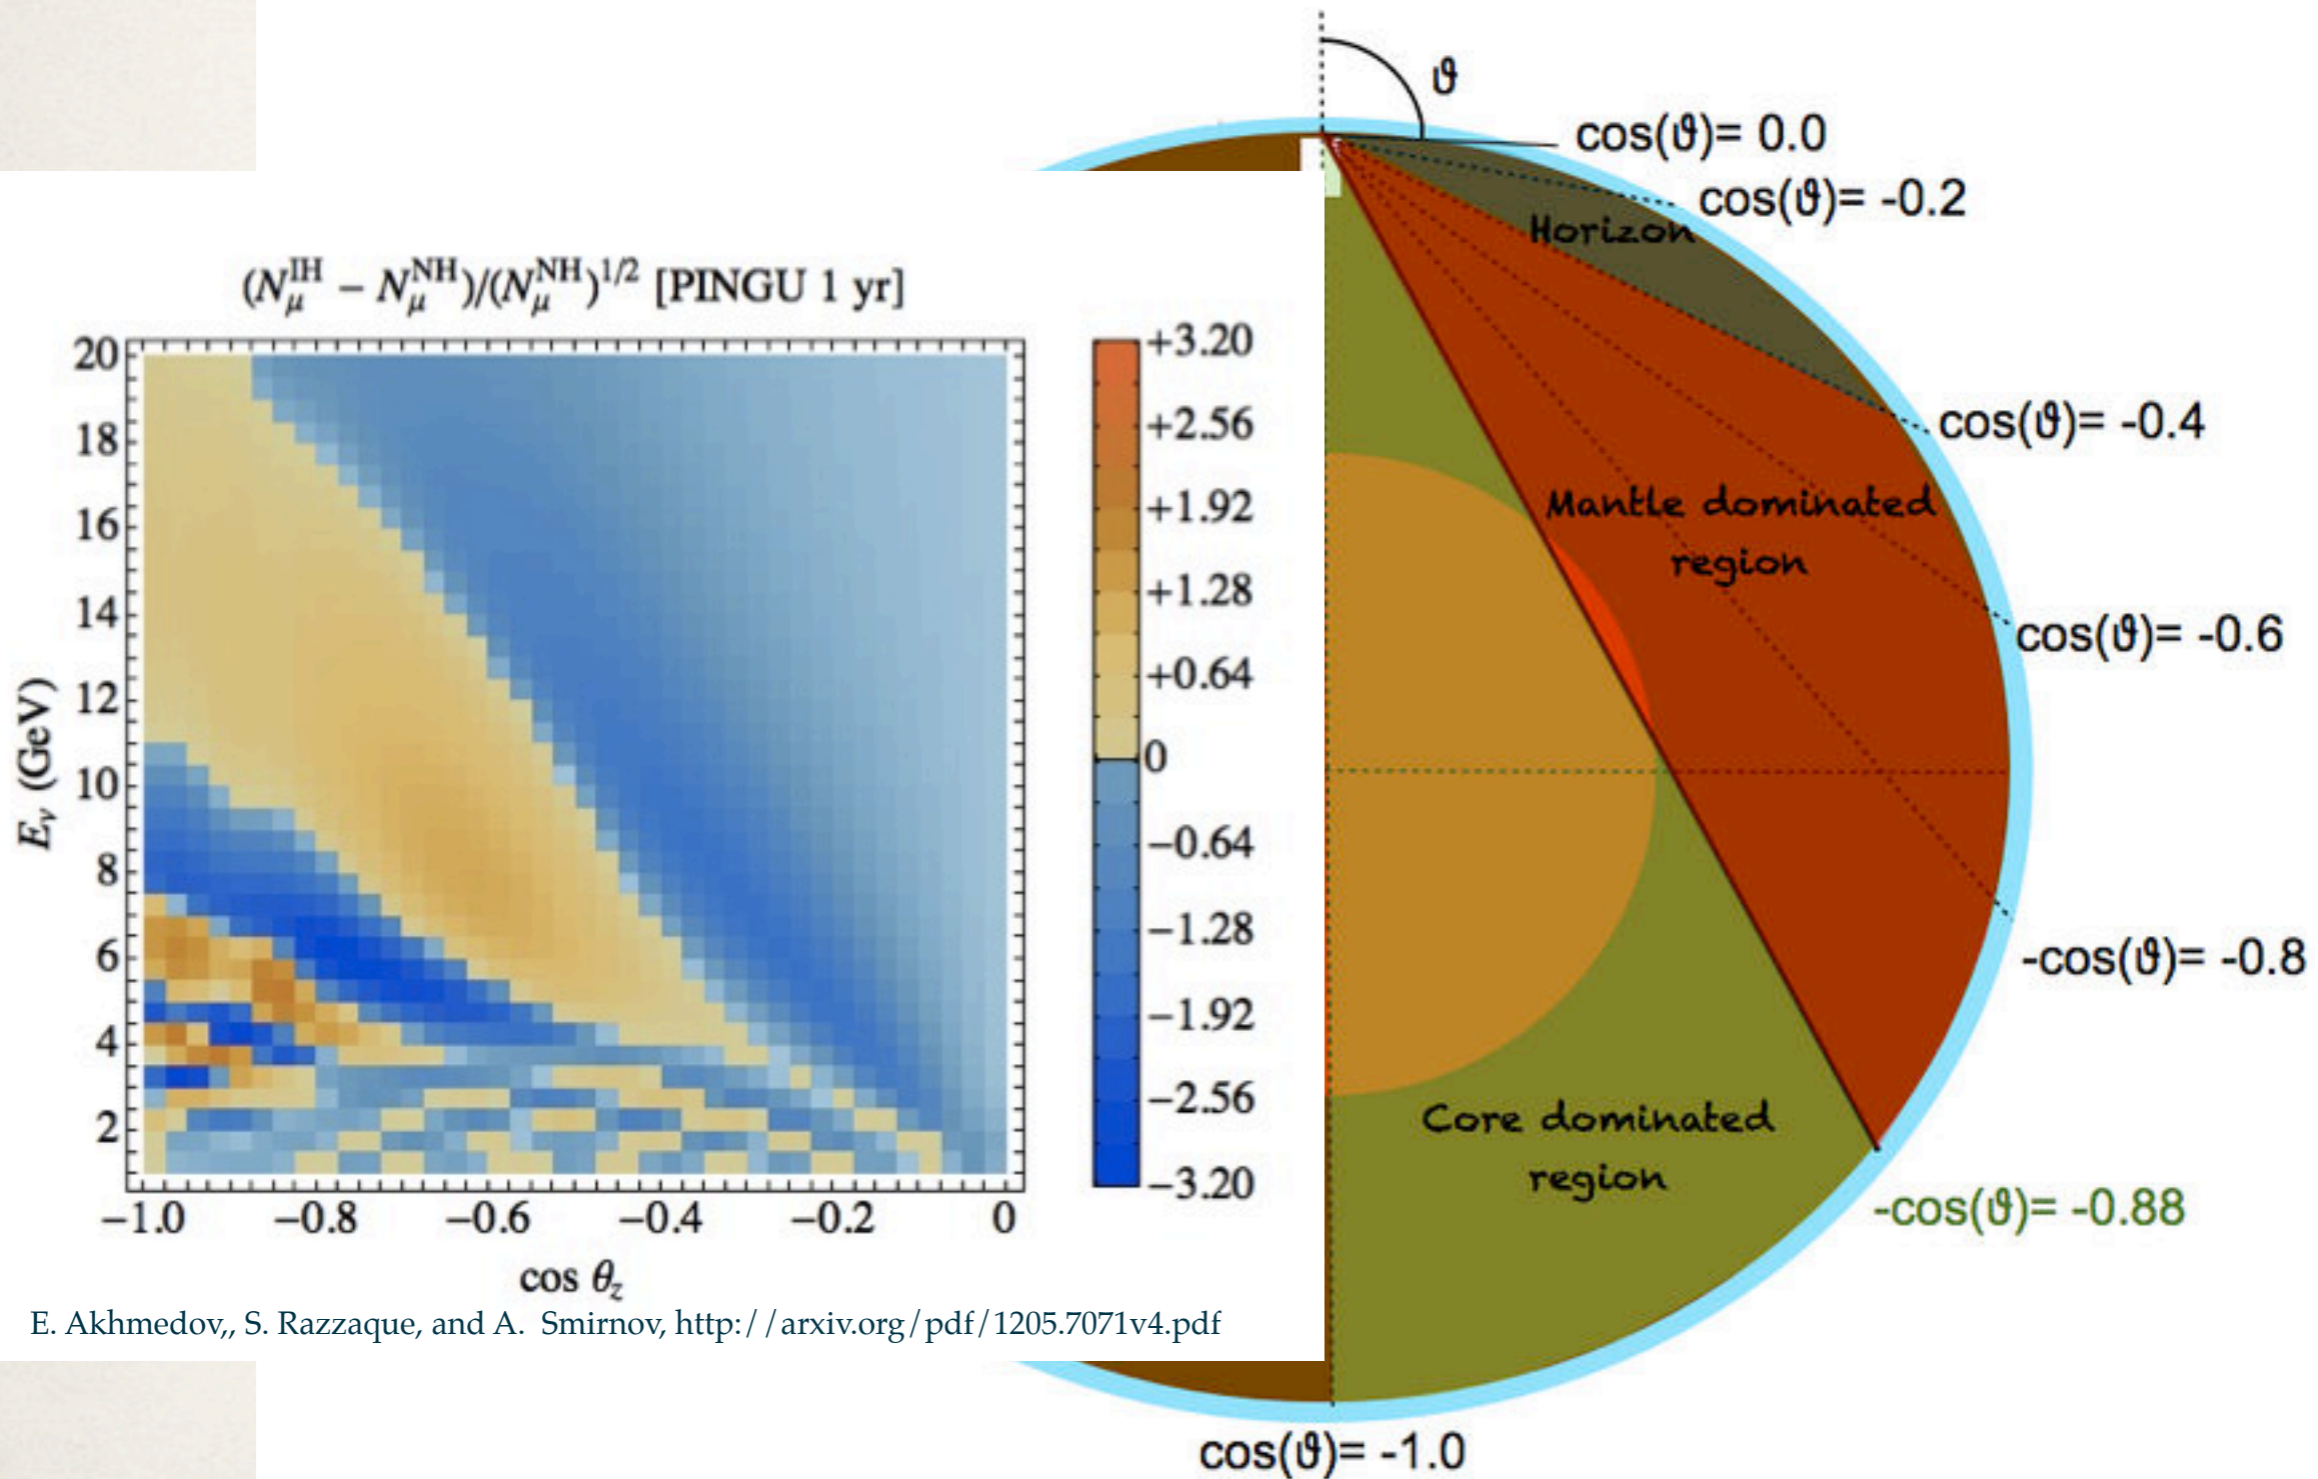 (N_μ^IH − N_μ^NH)/(N_μ^NH)^1/2 [PINGU 1 yr]
20
18
16
14
12
10
8
6
4
2
E_ν (GeV)
−1.0 −0.8 −0.6 −0.4 −0.2 0
cos θ_z
+3.20
+2.56
+1.92
+1.28
+0.64
0
−0.64
−1.28
−1.92
−2.56
−3.20
E. Akhmedov,, S. Razzaque, and A. Smirnov, http://arxiv.org/pdf/1205.7071v4.pdf
ϑ
cos(ϑ)= 0.0
cos(ϑ)= -0.2
Horizon
cos(ϑ)= -0.4
Mantle dominated
region
cos(ϑ)= -0.6
-cos(ϑ)= -0.8
Core dominated
region
-cos(ϑ)= -0.88
cos(ϑ)= -1.0